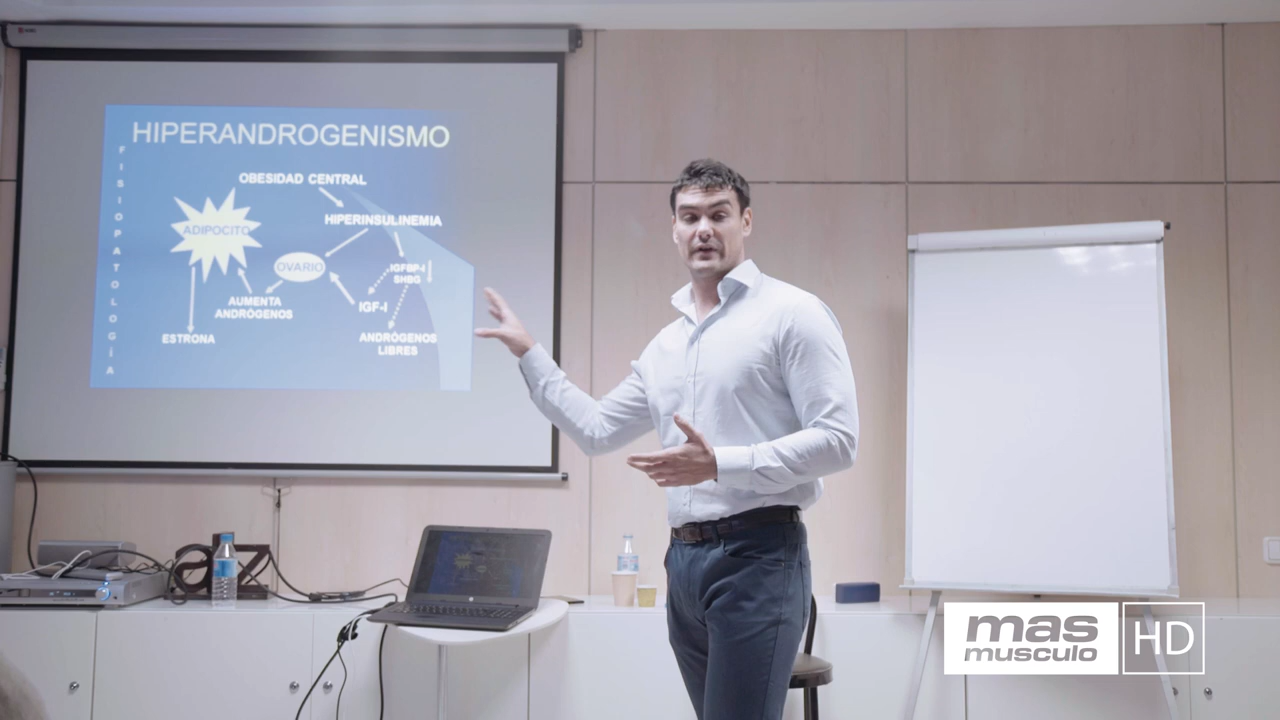 HIPERANDROGENISMO
FISIOPATOLOGÍA
OBESIDAD CENTRAL
HIPERINSULINEMIA
ADIPOCITO
OVARIO
IGFBP-I
SHBG
AUMENTA
ANDRÓGENOS
IGF-I
ESTRONA
ANDRÓGENOS
LIBRES
mas
musculo
HD